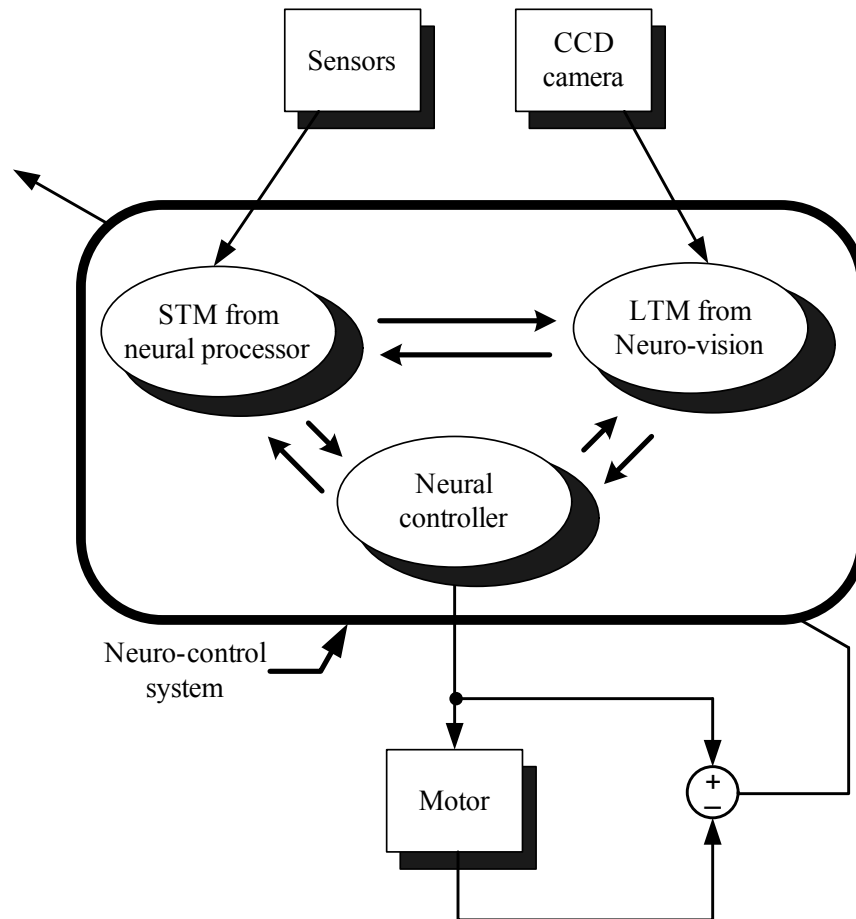 Sensors
CCD
camera
STM from
neural processor
LTM from
Neuro-vision
Neural
controller
Neuro-control
system
Motor
+
−